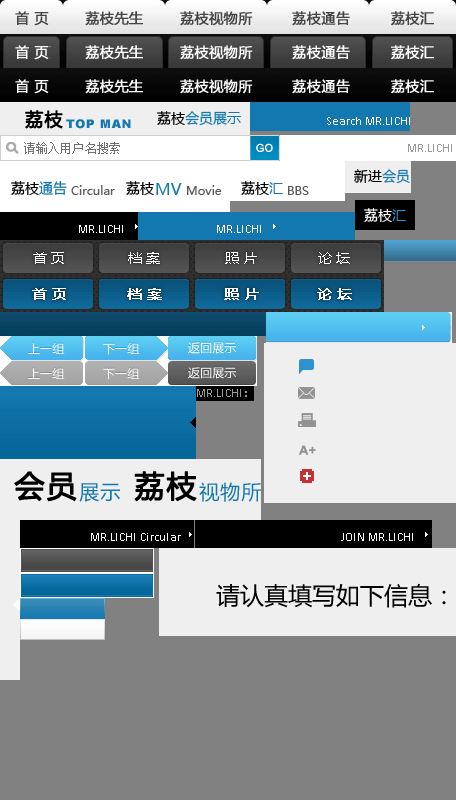 首 页 荔枝先生 荔枝视物所 荔枝通告 荔枝汇
首 页 荔枝先生 荔枝视物所 荔枝通告 荔枝汇
首 页 荔枝先生 荔枝视物所 荔枝通告 荔枝汇
荔枝 TOP MAN 荔枝会员展示 Search MR.LICHI
请输入用户名搜索 GO MR.LICHI
新进会员
荔枝通告 Circular 荔枝MV Movie 荔枝汇 BBS
荔枝汇
MR.LICHI MR.LICHI
首 页 档 案 照 片 论 坛
首 页 档 案 照 片 论 坛
上一组 下一组 返回展示
上一组 下一组 返回展示
MR.LICHI:
A+
会员展示 荔枝视物所
MR.LICHI Circular JOIN MR.LICHI
请认真填写如下信息：